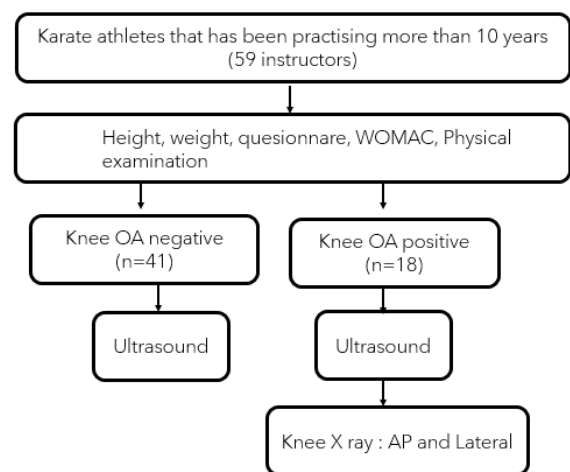 Karate athletes that has been practising more than 10 years
(59 instructors)
Height, weight, quesionnare, WOMAC, Physical
examination
Knee OA negative
(n=41)
Knee OA positive
(n=18)
Ultrasound
Ultrasound
Knee X ray : AP and Lateral